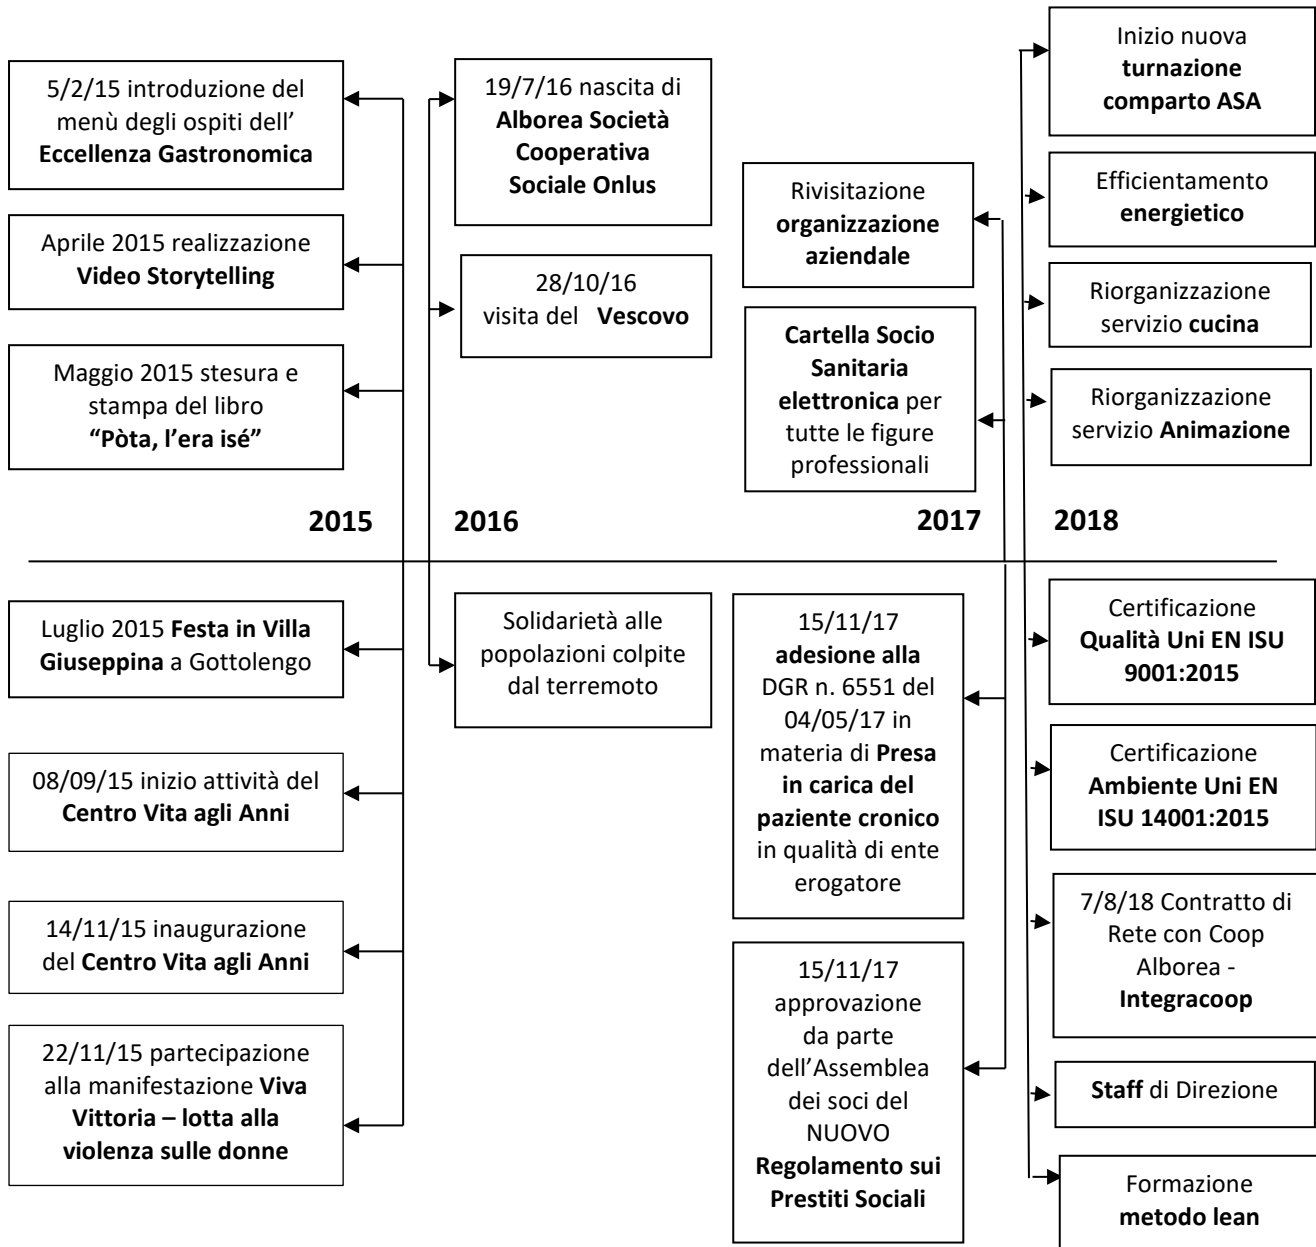 5/2/15 introduzione del
menù degli ospiti dell’
Eccellenza Gastronomica
Aprile 2015 realizzazione
Video Storytelling
Maggio 2015 stesura e
stampa del libro
“Pòta, l’era isé”
19/7/16 nascita di
Alborea Società
Cooperativa
Sociale Onlus
28/10/16
visita del Vescovo
Rivisitazione
organizzazione
aziendale
Cartella Socio
Sanitaria
elettronica per
tutte le figure
professionali
Inizio nuova
turnazione
comparto ASA
Efficientamento
energietico
Riorganizzazione
servizio cucina
Riorganizzazione
servizio Animazione
2015
2016
2017
2018
Luglio 2015 Festa in Villa
Giuseppina a Gottolengo
08/09/15 inizio attività del
Centro Vita agli Anni
14/11/15 inaugurazione
del Centro Vita agli Anni
22/11/15 partecipazione
alla manifestazione Viva
Vittoria – lotta alla
violenza sulle donne
Solidarietà alle
popolazioni colpite
dal terremoto
15/11/17
adesione alla
DGR n. 6551 del
04/05/17 in
materia di Presa
in carica del
paziente cronico
in qualità di ente
erogatore
15/11/17
approvazione
da parte
dell’Assemblea
dei soci del
NUOVO
Regolamento sui
Prestiti Sociali
Certificazione
Qualità Uni EN ISU
9001:2015
Certificazione
Ambiente Uni EN
ISU 14001:2015
7/8/18 Contratto di
Rete con Coop
Alborea -
Integracoop
Staff di Direzione
Formazione
metodo lean